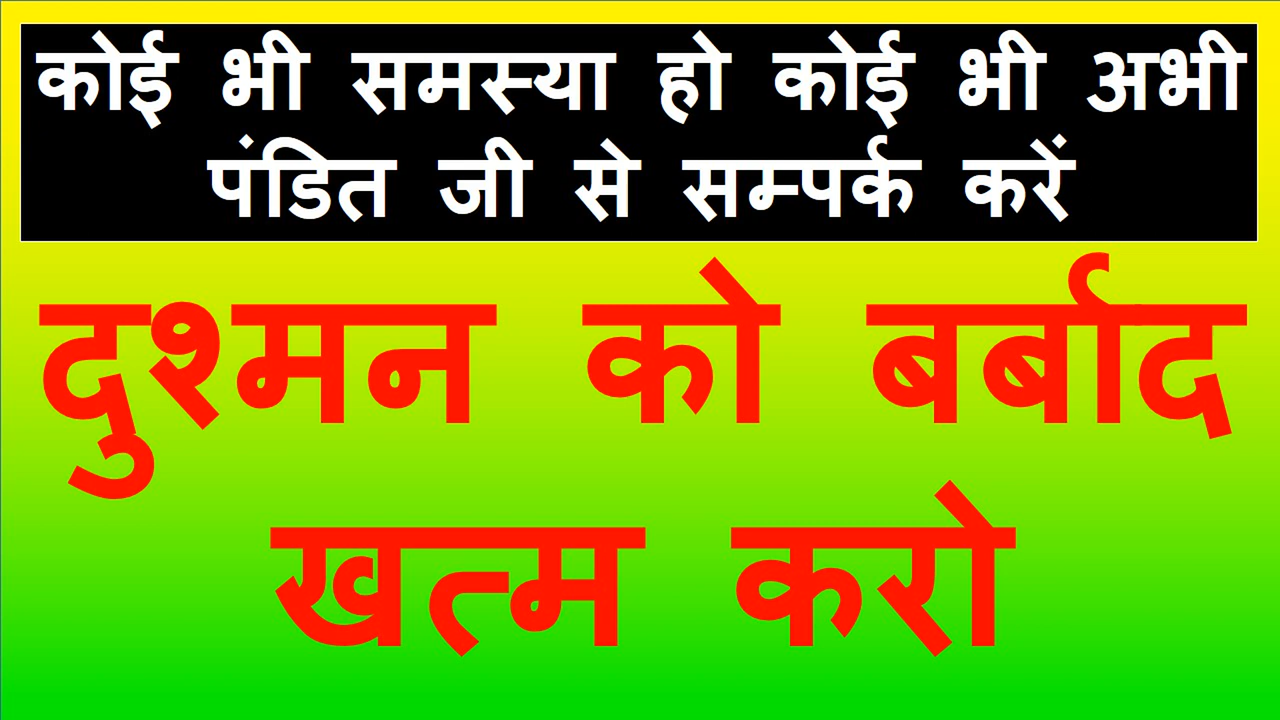 कोई भी समस्या हो कोई भी अभी
पंडित जी से सम्पर्क करें
दुश्मन को बर्बाद
खत्म करो